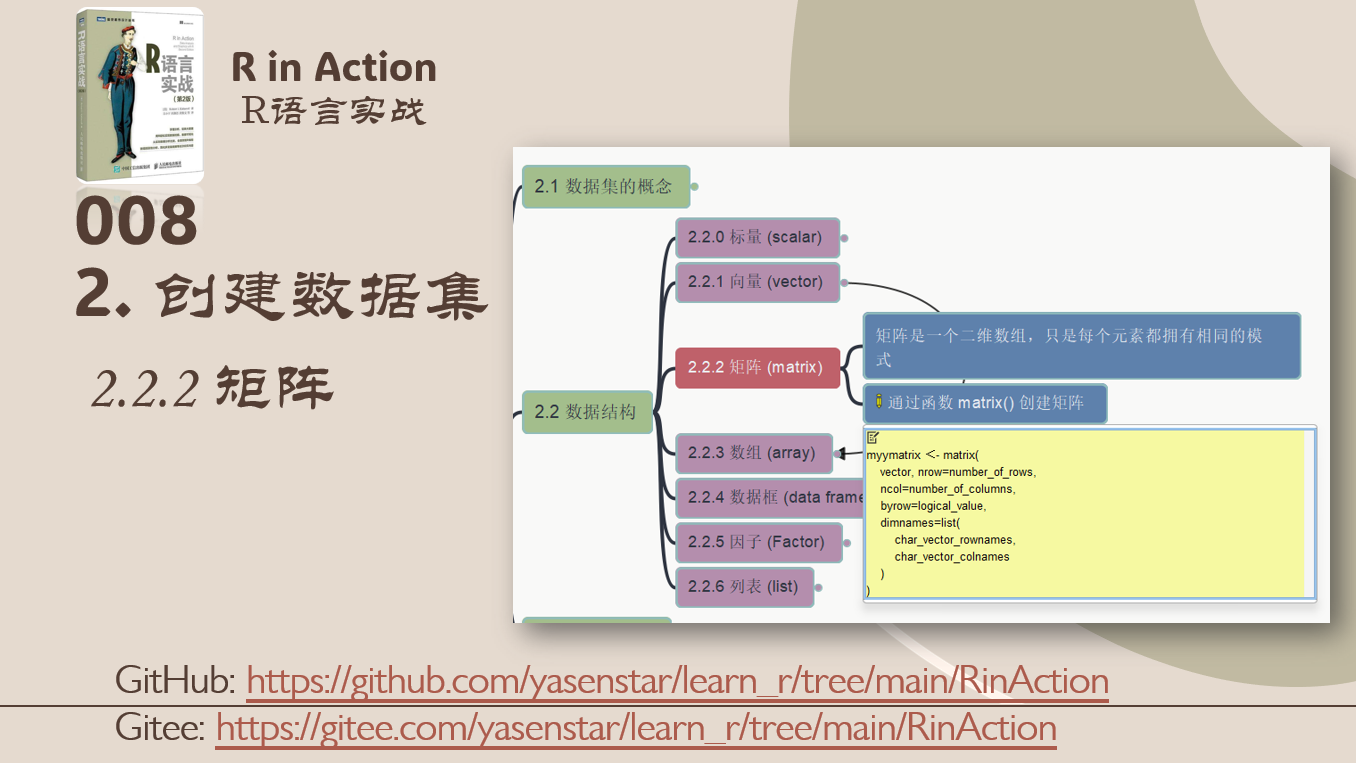 R in Action
R语言实战
R
语言
实战
(第2版)
R语言实战
R in Action
008
2. 创建数据集
2.2.2 矩阵
2.1 数据集的概念
2.2.0 标量 (scalar)
2.2.1 向量 (vector)
矩阵是一个二维数组，只是每个元素都拥有相同的模
式
2.2.2 矩阵 (matrix)
通过函数 matrix() 创建矩阵
2.2 数据结构
2.2.3 数组 (array)
2.2.4 数据框 (data frame
2.2.5 因子 (Factor)
2.2.6 列表 (list)
myymatrix <- matrix(
vector, nrow=number_of_rows,
ncol=number_of_columns,
byrow=logical_value,
dimnames=list(
char_vector_rownames,
char_vector_colnames
)
)
GitHub: https://github.com/yasenstar/learn_r/tree/main/RinAction
Gitee: https://gitee.com/yasenstar/learn_r/tree/main/RinAction